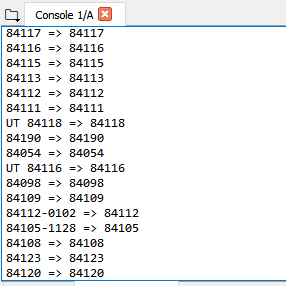 Console 1/A
84117 => 84117
84116 => 84116
84115 => 84115
84113 => 84113
84112 => 84112
84111 => 84111
UT 84118 => 84118
84190 => 84190
84054 => 84054
UT 84116 => 84116
84098 => 84098
84109 => 84109
84112-0102 => 84112
84105-1128 => 84105
84108 => 84108
84123 => 84123
84120 => 84120